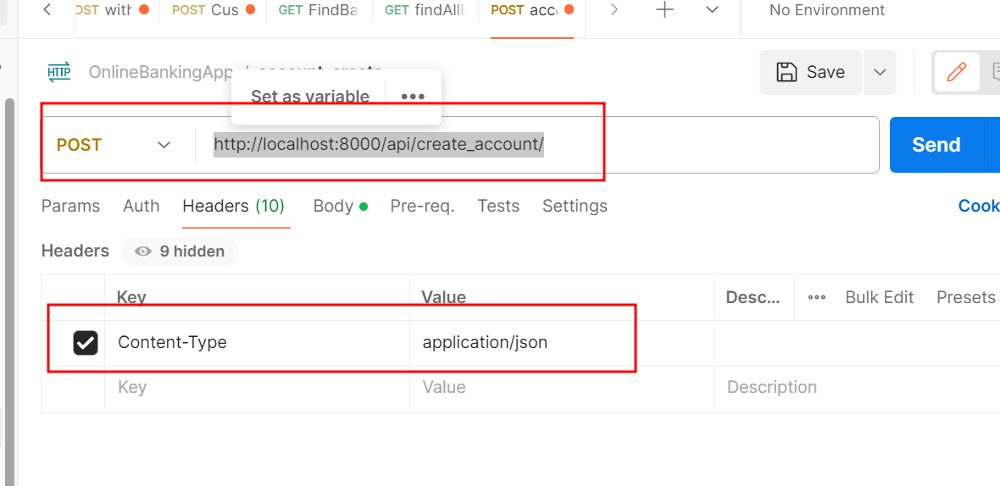 OST with POST Cus GET FindBa GET findAllB POST acc No Environment
HTTP OnlineBankingApp / account_create Save
Set as variable
POST http://localhost:8000/api/create_account/ Send
Params Auth Headers (10) Body Pre-req. Tests Settings Cook
Headers 9 hidden
Key Value Desc... Bulk Edit Presets
Content-Type application/json
Key Value Description